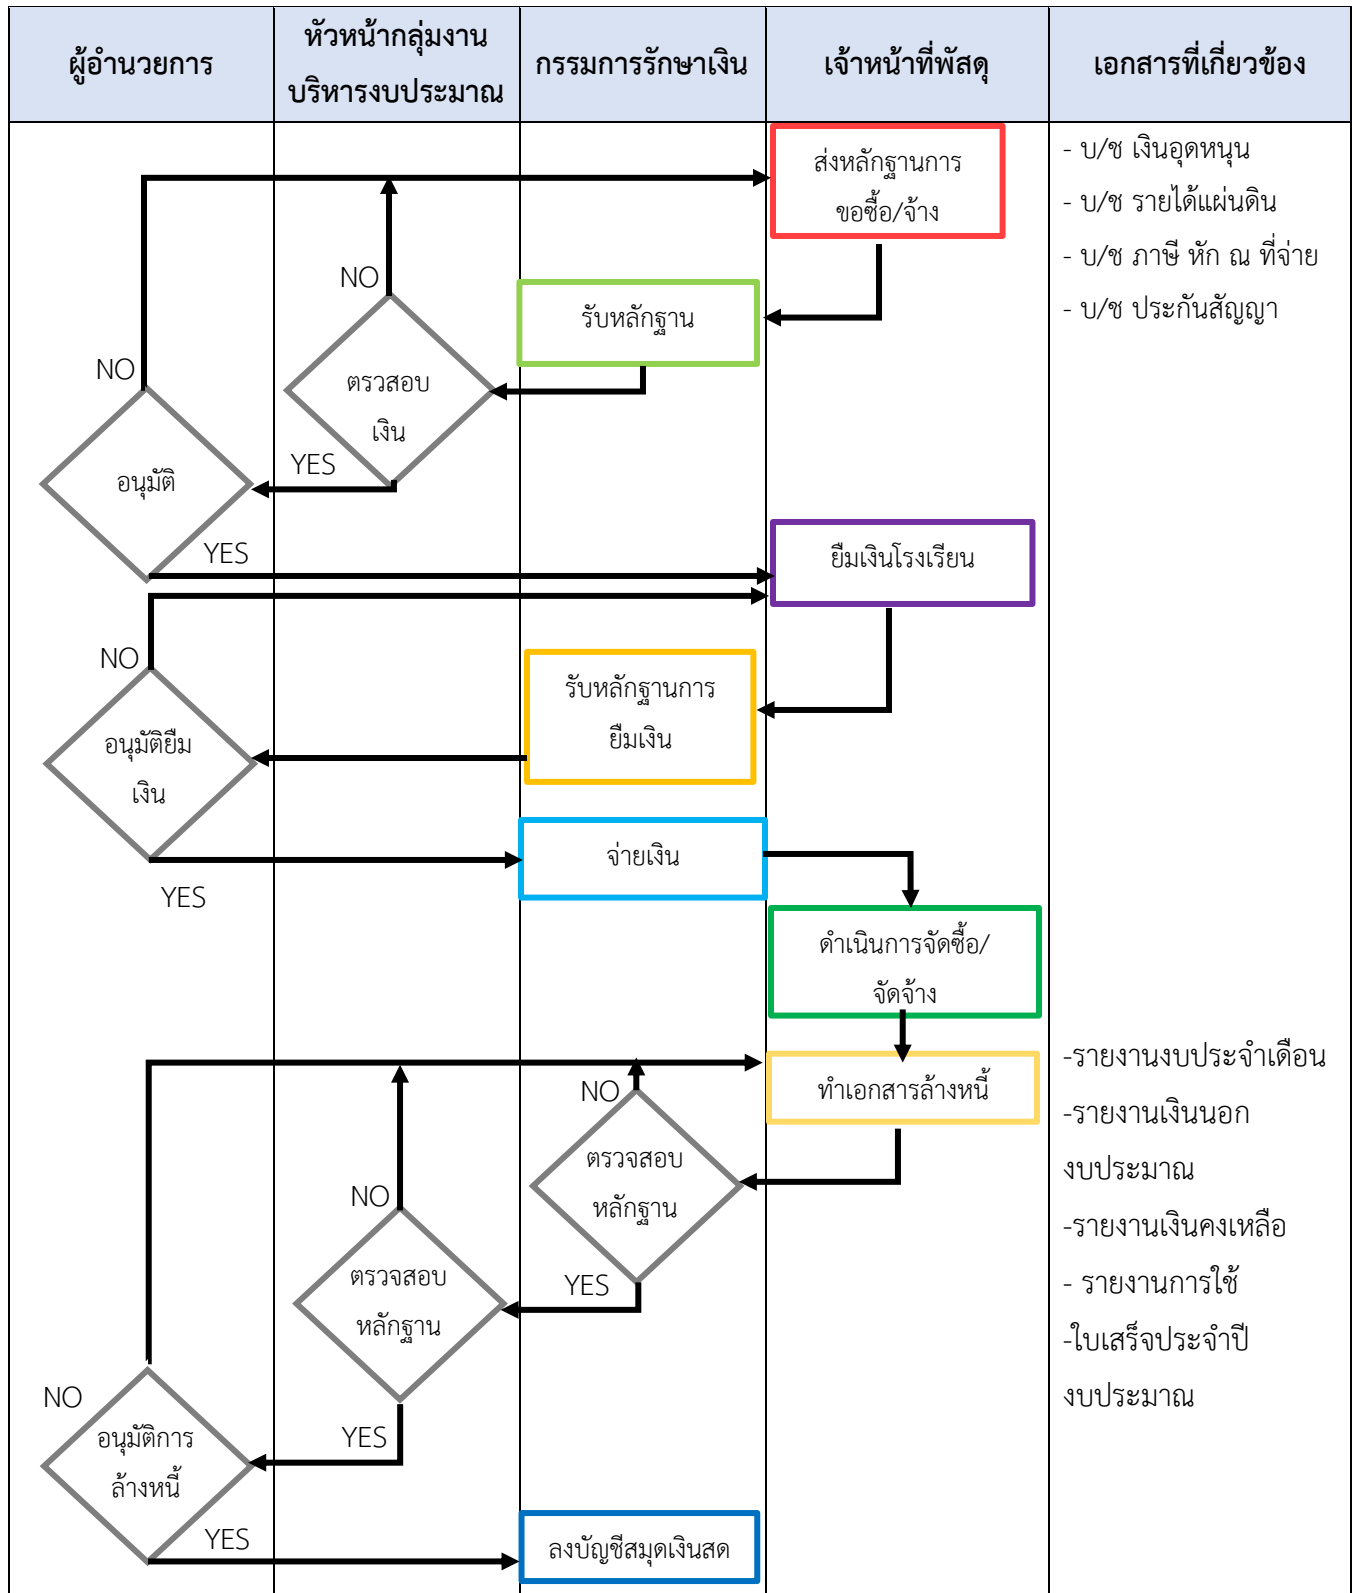 ผู้อำนวยการ
หัวหน้ากลุ่มงาน
บริหารงบประมาณ
กรรมการรักษาเงิน
เจ้าหน้าที่พัสดุ
เอกสารที่เกี่ยวข้อง
ส่งหลักฐานการ
ขอซื้อ/จ้าง
- บ/ช เงินอุดหนุน
- บ/ช รายได้แผ่นดิน
- บ/ช ภาษี หัก ณ ที่จ่าย
- บ/ช ประกันสัญญา
NO
รับหลักฐาน
NO
ตรวสอบ
เงิน
YES
อนุมัติ
YES
ยืมเงินโรงเรียน
NO
รับหลักฐานการ
ยืมเงิน
อนุมัติยืม
เงิน
จ่ายเงิน
YES
ดำเนินการจัดซื้อ/
จัดจ้าง
ทำเอกสารล้างหนี้
-รายงานงบประจำเดือน
-รายงานเงินนอก
งบประมาณ
-รายงานเงินคงเหลือ
- รายงานการใช้
-ใบเสร็จประจำปี
งบประมาณ
NO
ตรวจสอบ
หลักฐาน
NO
YES
ตรวจสอบ
หลักฐาน
NO
YES
อนุมัติการ
ล้างหนี้
YES
ลงบัญชีสมุดเงินสด